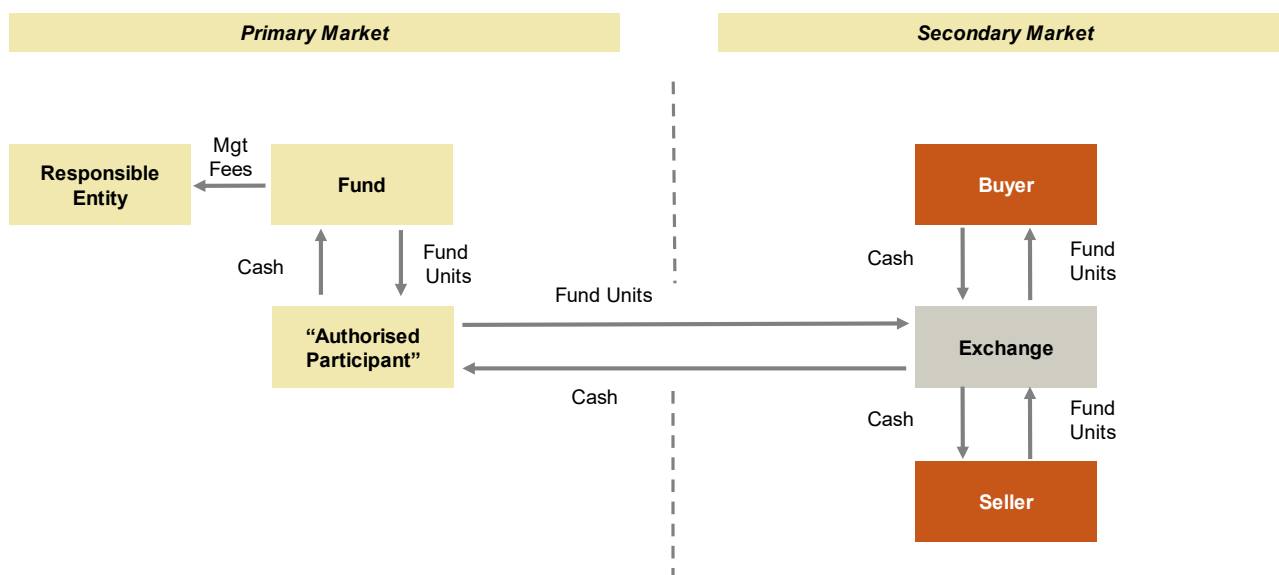 Primary Market
Secondary Market
Responsible
Entity
Mgt
Fees
Fund
Buyer
Cash
Fund
Units
Cash
Fund
Units
“Authorised
Participant”
Fund Units
Cash
Exchange
Cash
Fund
Units
Seller